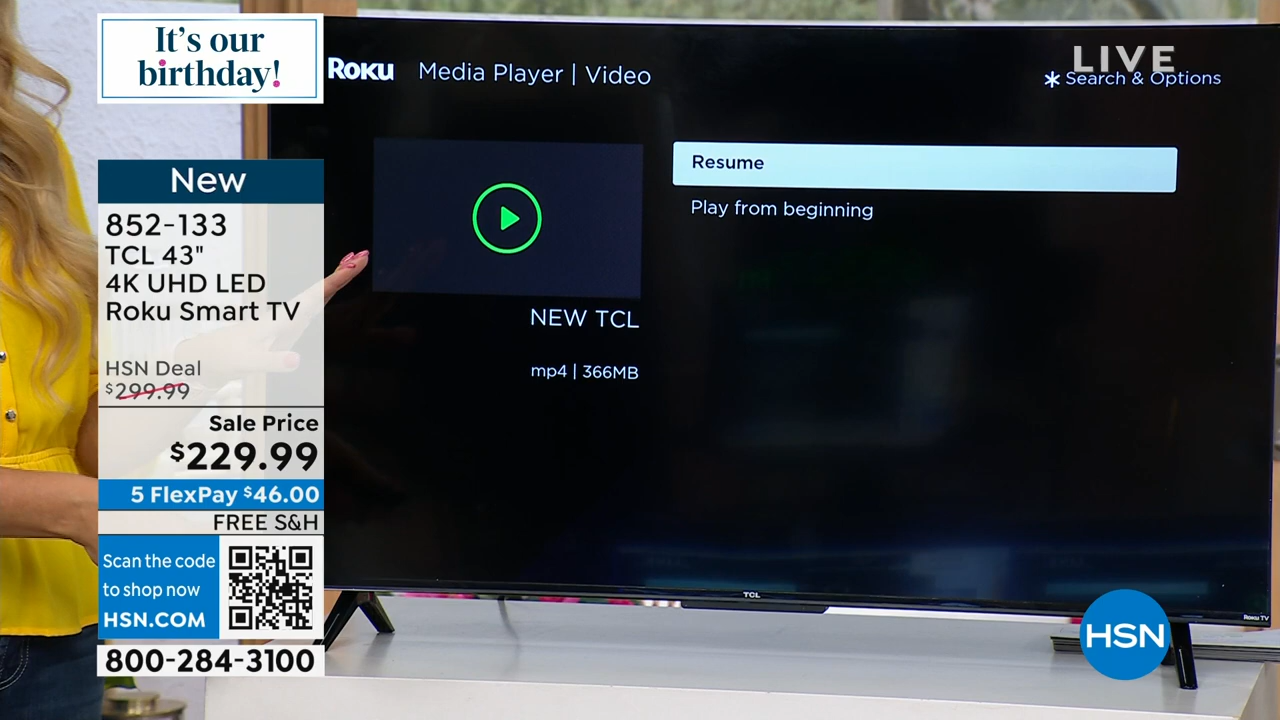 It's our
birthday!
New
852-133
TCL 43"
4K UHD LED
Roku Smart TV
HSN Deal
$299.99
Sale Price
$229.99
5 FlexPay $46.00
FREE S&H
Scan the code
to shop now
HSN.COM
800-284-3100
Roku Media Player | Video
LIVE
* Search & Options
Resume
Play from beginning
NEW TCL
mp4 | 366MB
TCL
Roku TV
HSN